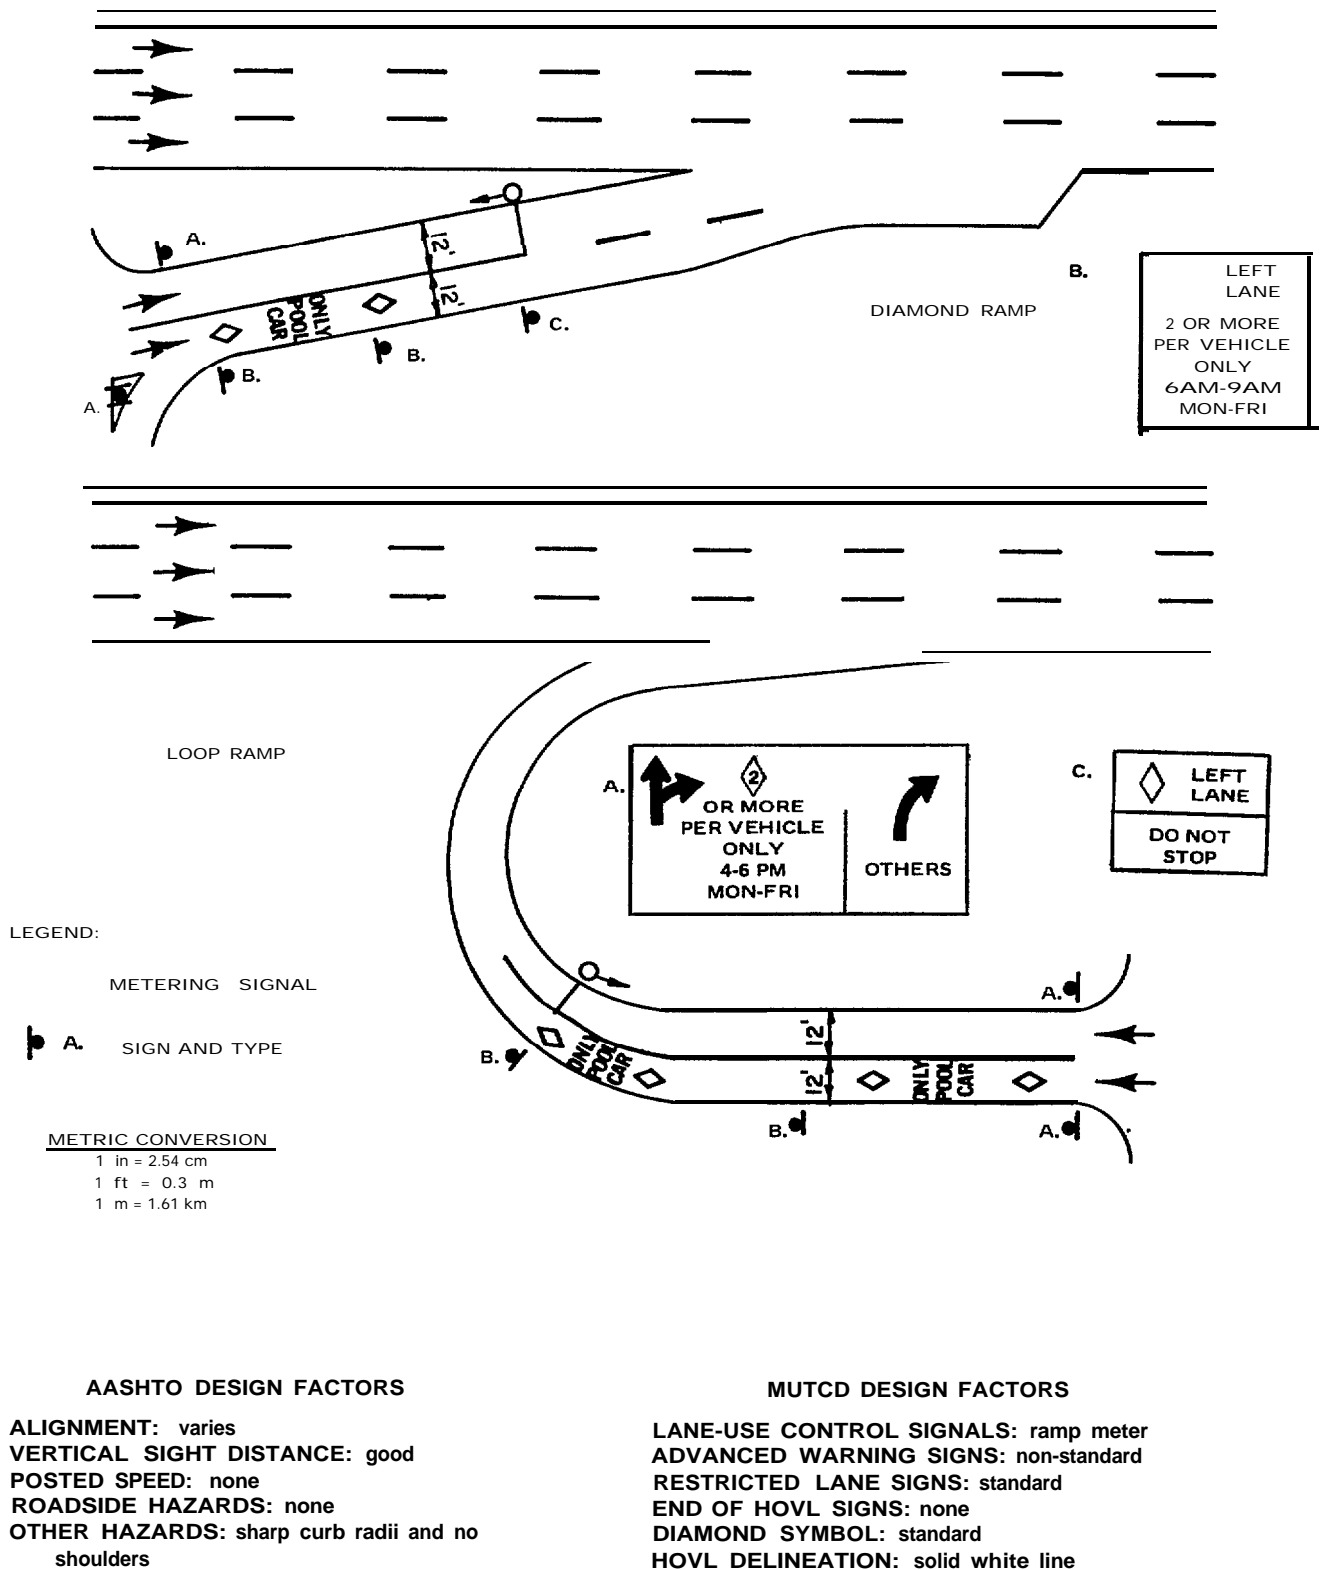 A.
12'
12'
ONLY
POOL
CAR
C.
B.
B.
A.
DIAMOND RAMP
B.
LEFT
LANE
2 OR MORE
PER VEHICLE
ONLY
6AM-9AM
MON-FRI
LOOP RAMP
A.
2
OR MORE
PER VEHICLE
ONLY
4-6 PM
MON-FRI
OTHERS
C.
LEFT
LANE
DO NOT
STOP
LEGEND:
METERING SIGNAL
A. SIGN AND TYPE
A.
12'
12'
B.
ONLY
POOL
CAR
ONLY
POOL
CAR
B.
A.
METRIC CONVERSION
1 in = 2.54 cm
1 ft = 0.3 m
1 m = 1.61 km
AASHTO DESIGN FACTORS
ALIGNMENT: varies
VERTICAL SIGHT DISTANCE: good
POSTED SPEED: none
ROADSIDE HAZARDS: none
OTHER HAZARDS: sharp curb radii and no
shoulders
MUTCD DESIGN FACTORS
LANE-USE CONTROL SIGNALS: ramp meter
ADVANCED WARNING SIGNS: non-standard
RESTRICTED LANE SIGNS: standard
END OF HOVL SIGNS: none
DIAMOND SYMBOL: standard
HOVL DELINEATION: solid white line